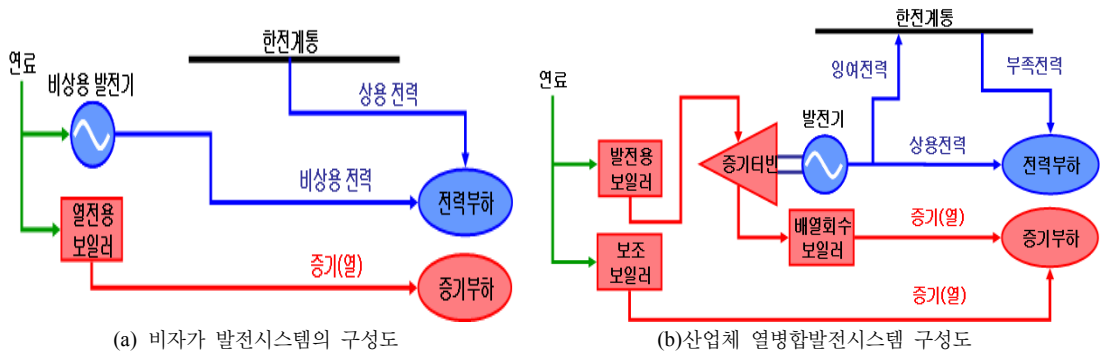 한전계통
연료
비상용 발전기
상용 전력
비상용 전력
전력부하
열전용
보일러
증기(열)
증기부하
(a) 비자가 발전시스템의 구성도
한전계통
연료
잉여전력
부족전력
발전기
발전용
보일러
증기터빈
상용전력
전력부하
배열회수
보일러
증기(열)
증기부하
보조
보일러
증기(열)
(b)산업체 열병합발전시스템 구성도